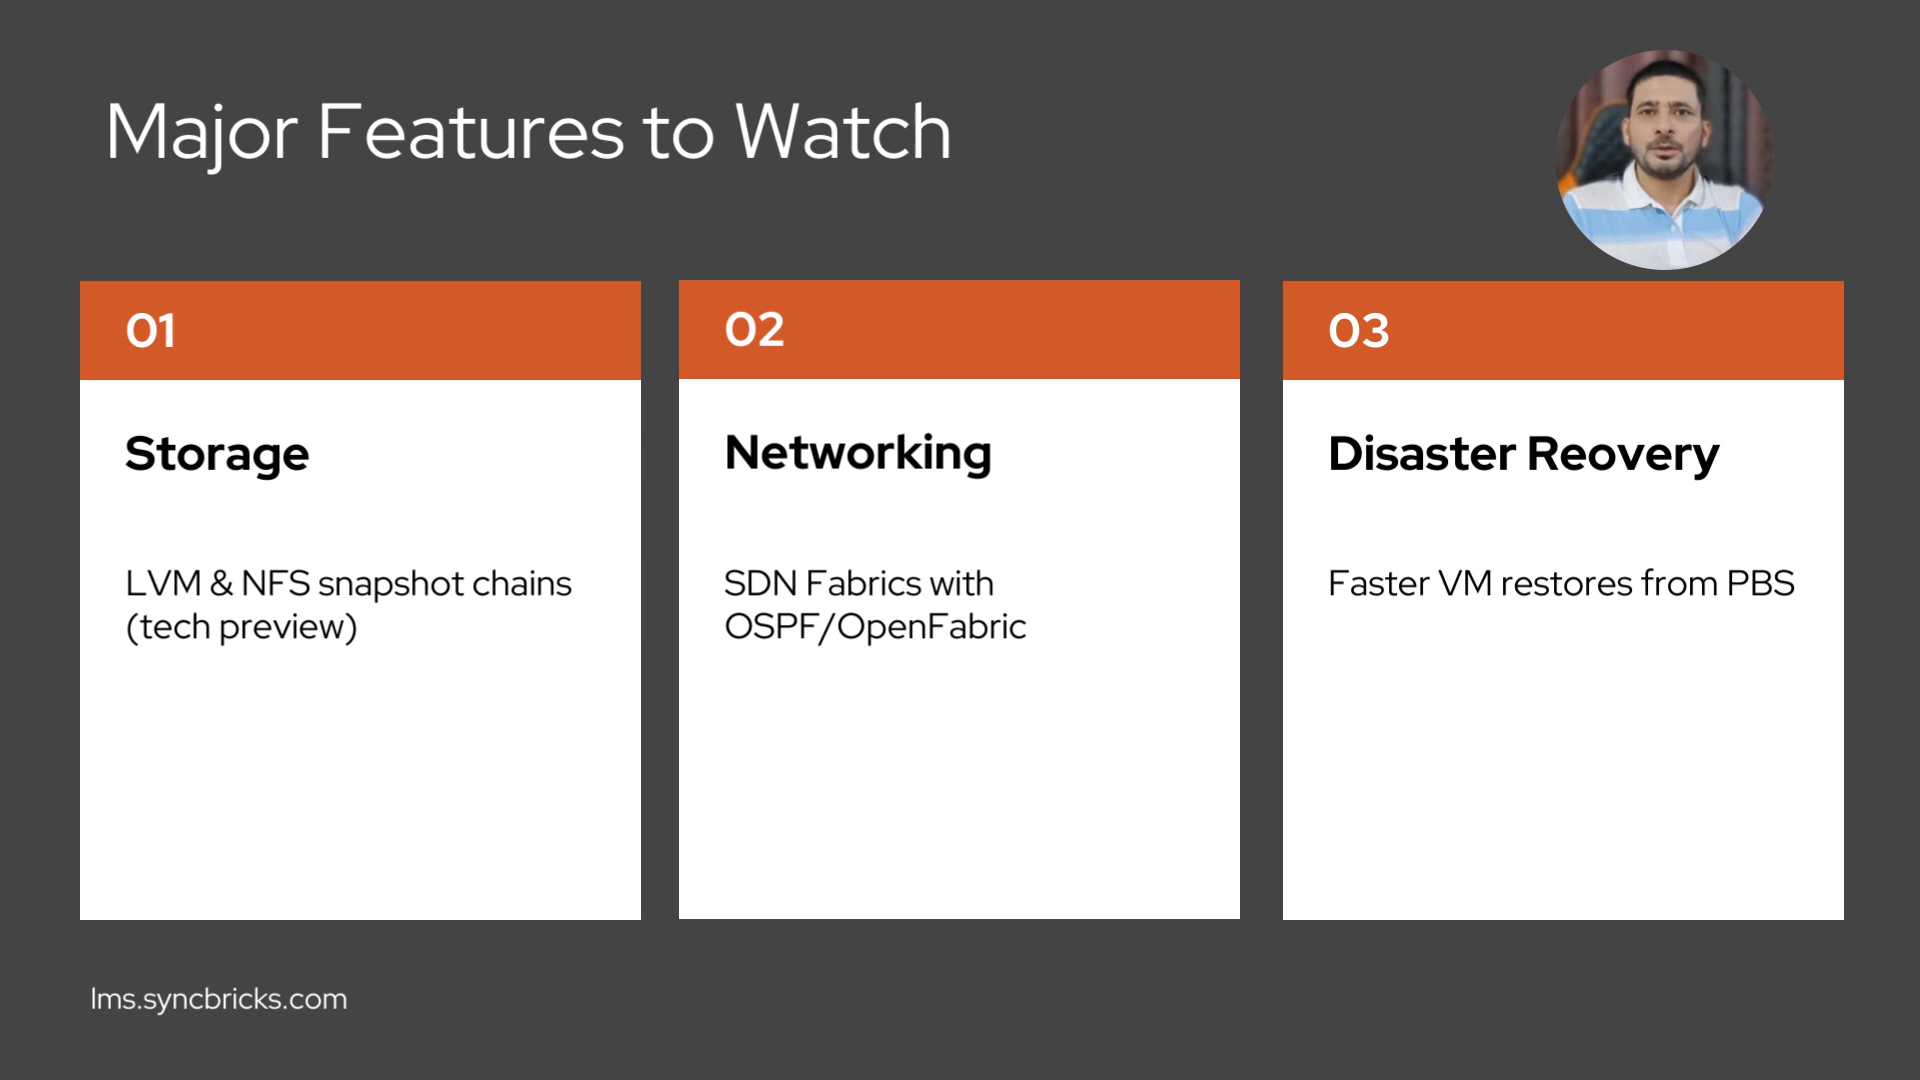 Major Features to Watch
01
Storage
LVM & NFS snapshot chains
(tech preview)
02
Networking
SDN Fabrics with
OSPF/OpenFabric
03
Disaster Reovery
Faster VM restores from PBS
lms.syncbricks.com